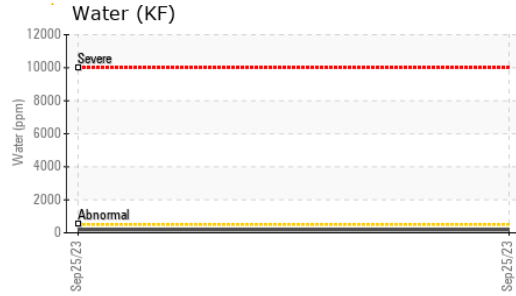 Water (KF)
12000
Severe
10000
8000
6000
4000
2000
Abnormal
0
Water (ppm)
Sep25/23
Sep25/23